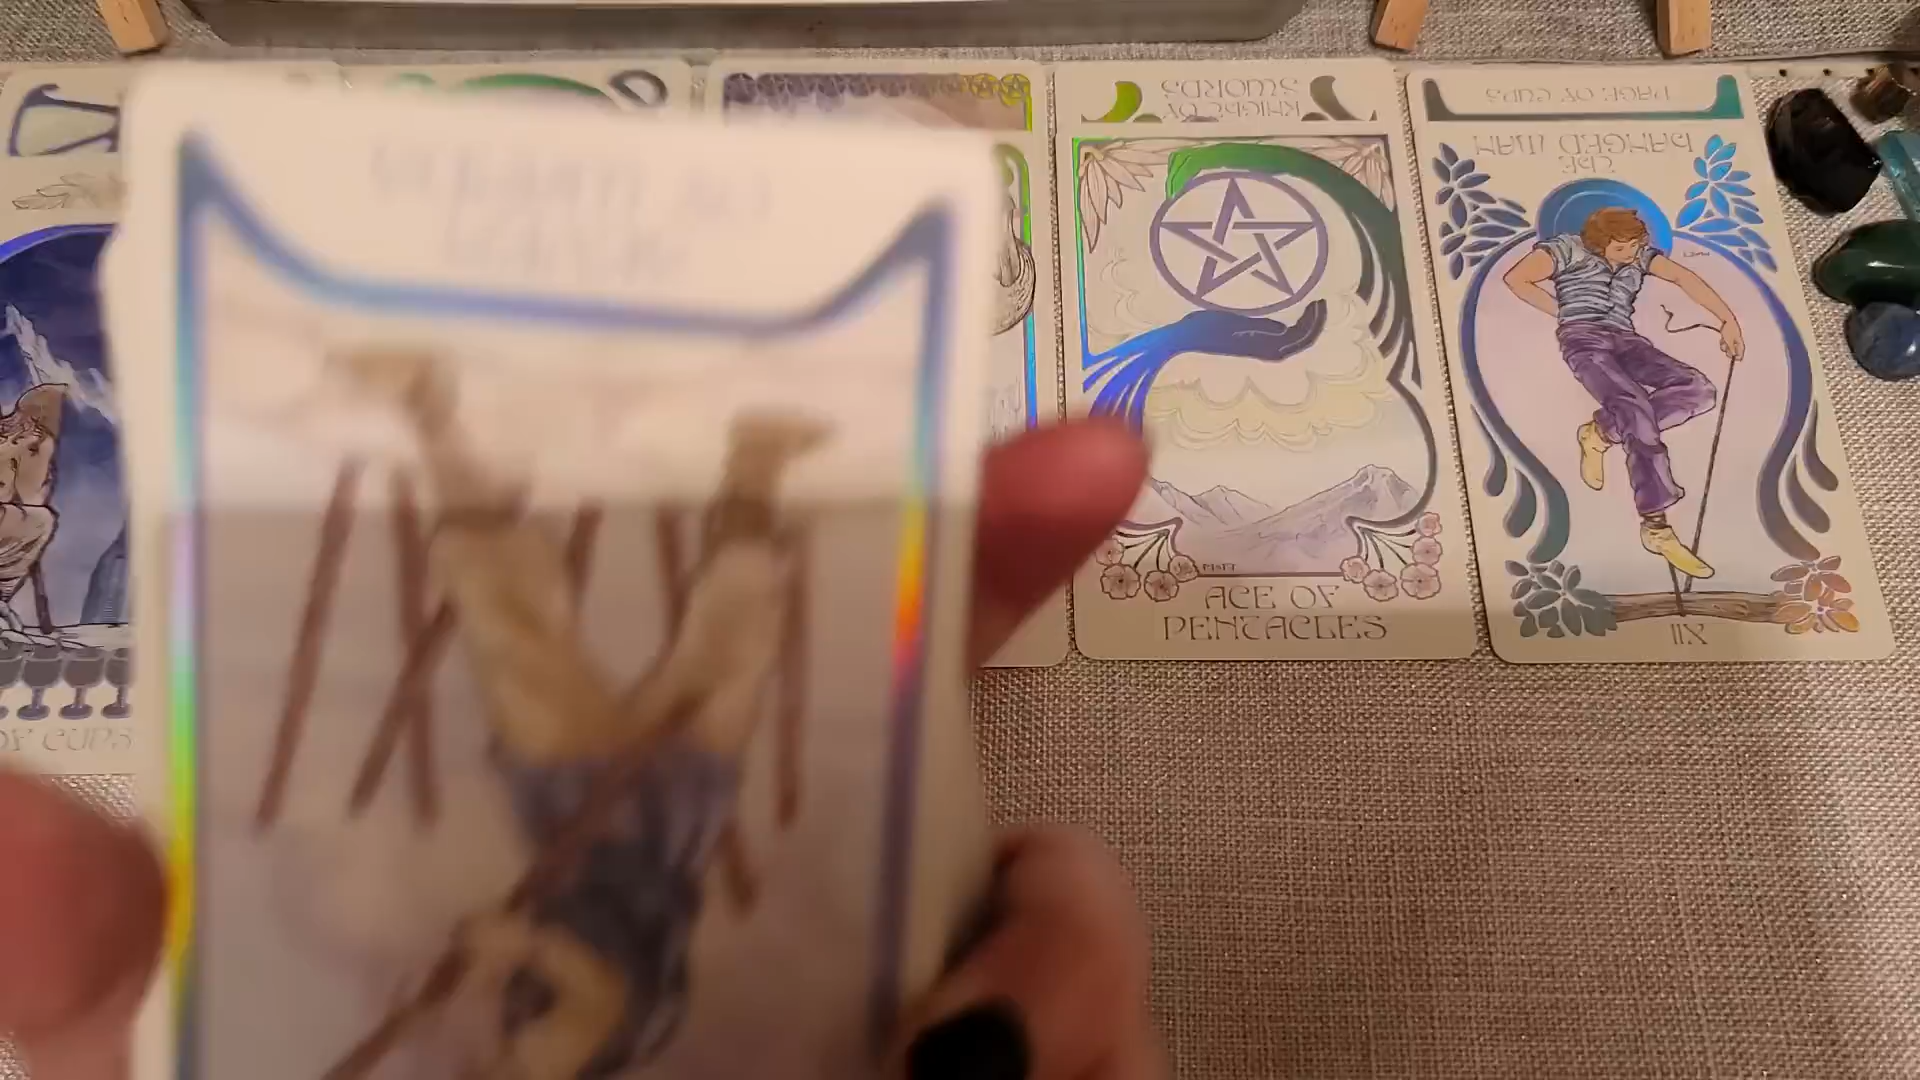 KNIGHT OF
SWORDS
PAGE OF CUPS
THE
HANGED MAN
ACE OF
PENTACLES
XII
OF CUPS